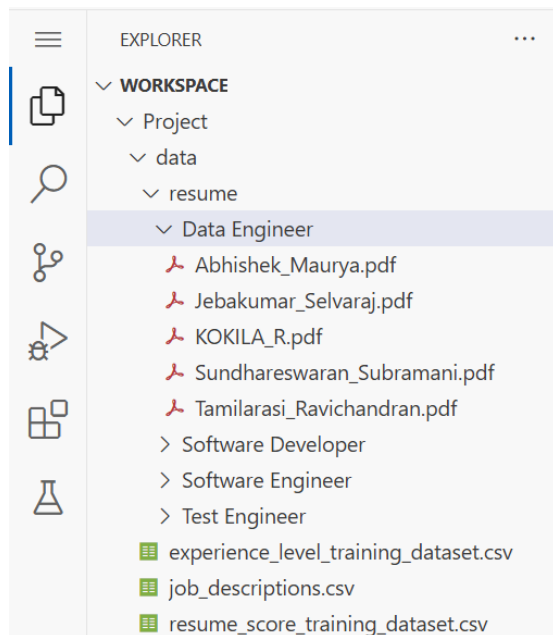 EXPLORER ...
WORKSPACE
Project
data
resume
Data Engineer
Abhishek_Maurya.pdf
Jebakumar_Selvaraj.pdf
KOKILA_R.pdf
Sundhareswaran_Subramani.pdf
Tamilarasi_Ravichandran.pdf
Software Developer
Software Engineer
Test Engineer
experience_level_training_dataset.csv
job_descriptions.csv
resume_score_training_dataset.csv